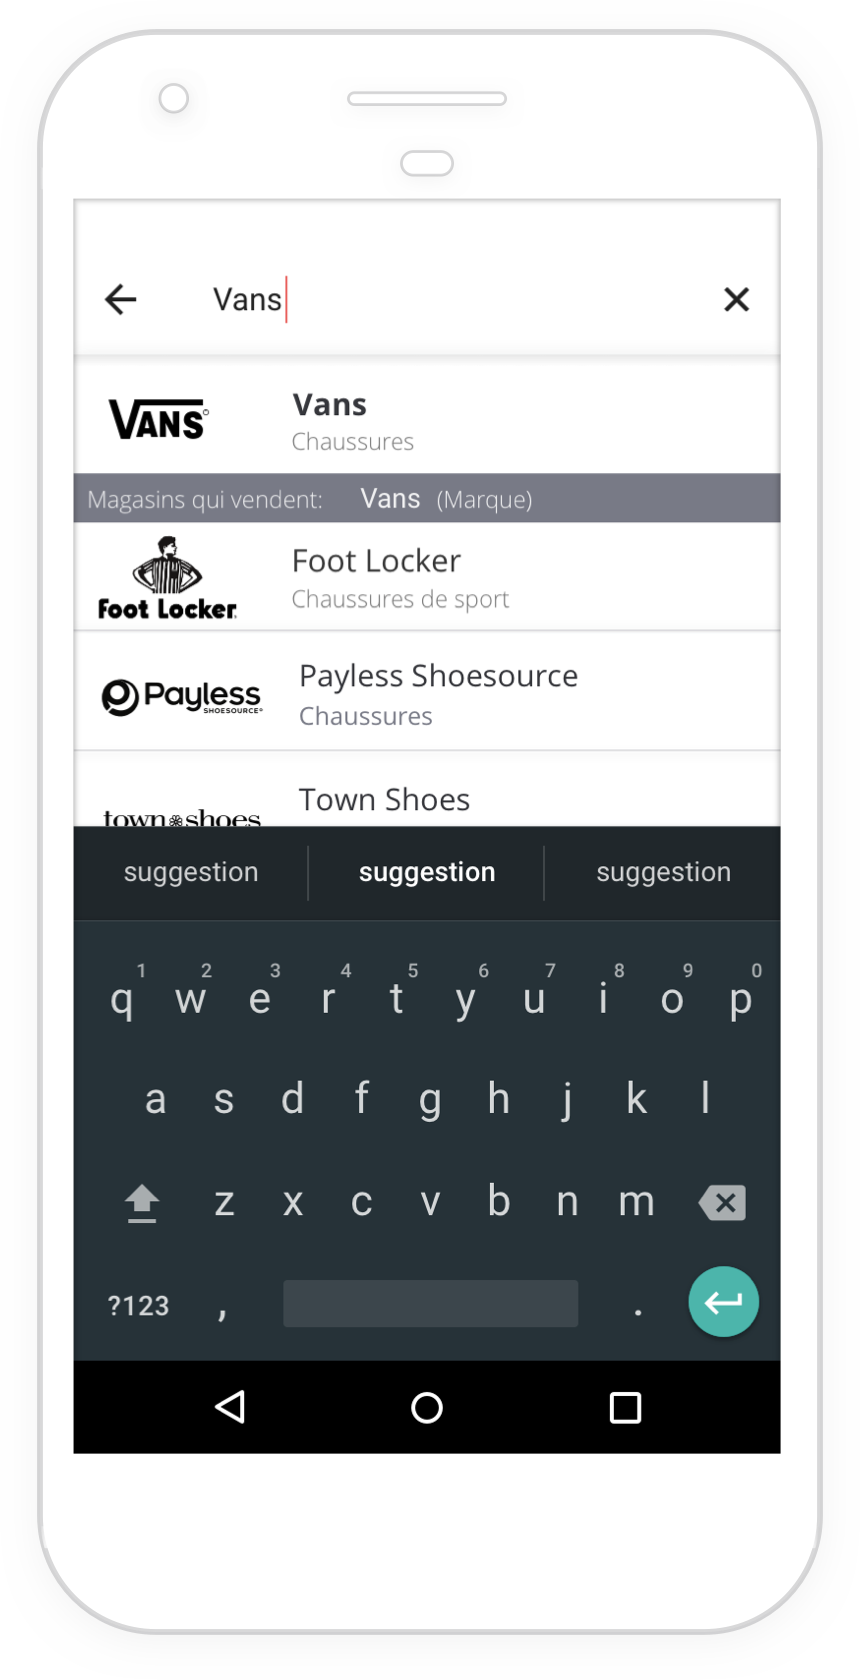 Vans
VANS
Vans
Chaussures
Magasins qui vendent: Vans (Marque)
Foot Locker
Foot Locker
Chaussures de sport
Payless
SHOESOURCE
Payless Shoesource
Chaussures
town shoes
Town Shoes
suggestion suggestion suggestion
1 2 3 4 5 6 7 8 9 0
q w e r t y u i o p
a s d f g h j k l
z x c v b n m
?123 , .